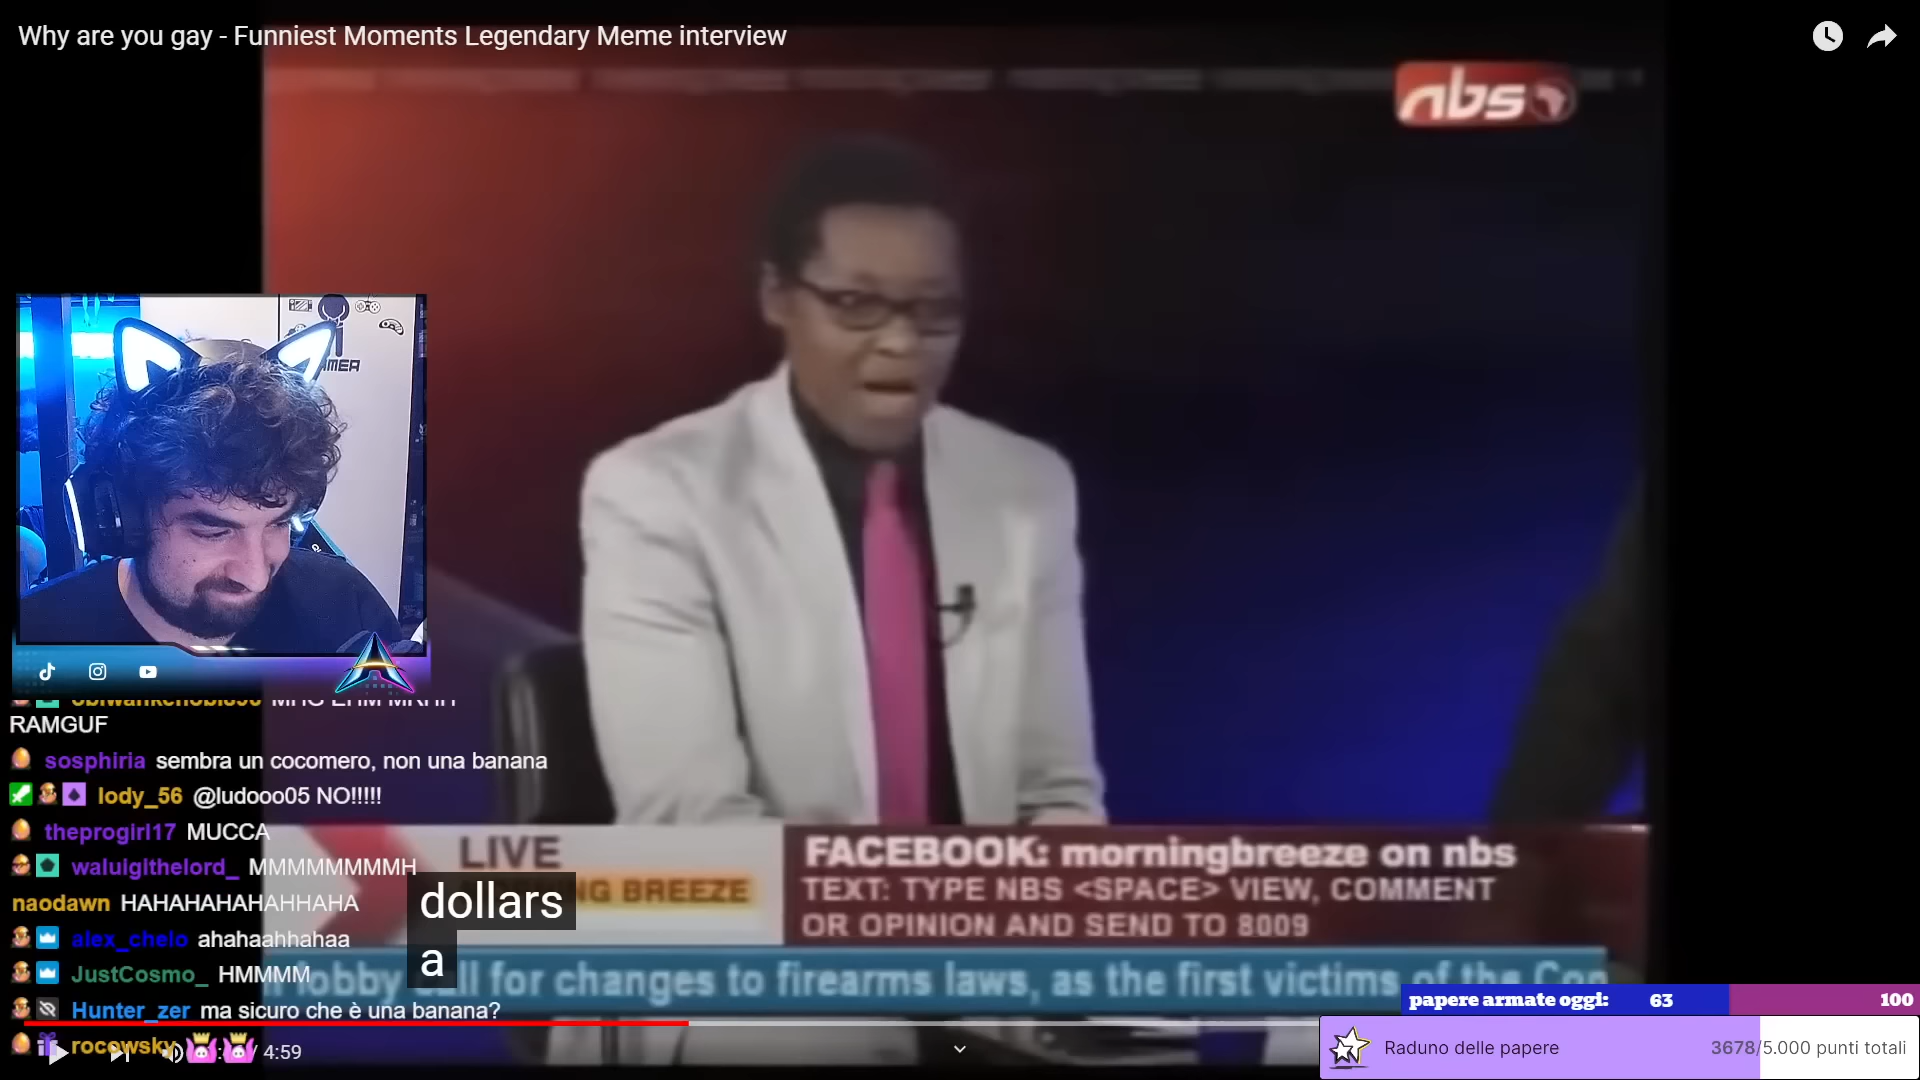 Why are you gay - Funniest Moments Legendary Meme interview
nbs
RAMGUF
sosphiria sembra un cocomero, non una banana
lody_56 @ludooo05 NO!!!!!
theprogirl17 MUCCA
waluiglthelord_ MMMMMMMMH
naodawn HAHAHAHAHAHHAHA
alex_chelo ahahaahhahaa
JustCosmo_ HMMMM
Hunter_zer ma sicuro che è una banana?
rocowsky
/ 4:59
dollars
a
LIVE
NG BREEZE
FACEBOOK: morningbreeze on nbs
TEXT: TYPE NBS <SPACE> VIEW, COMMENT
OR OPINION AND SEND TO 8009
lobby call for changes to firearms laws, as the first victims of the Con
papere armate oggi: 63 100
Raduno delle papere 3678/5.000 punti totali